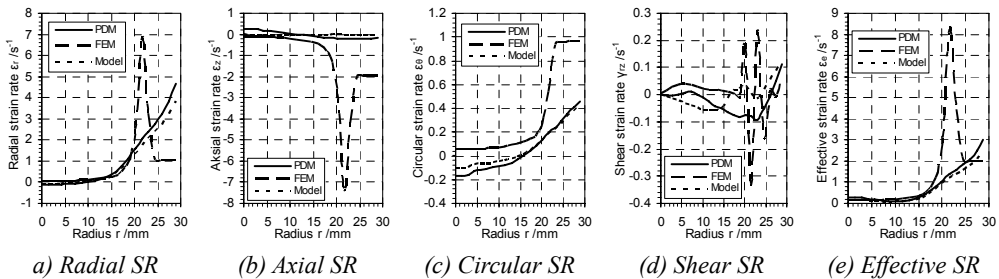 Radial strain rate εr /s⁻¹
8
7
6
5
4
3
2
1
0
-1
PDM
FEM
Model
0 5 10 15 20 25 30
Radius r /mm
a) Radial SR
Aksial strain rate εz /s⁻¹
1
0
-1
-2
-3
-4
-5
-6
-7
-8
PDM
FEM
Model
0 5 10 15 20 25 30
Radius r /mm
(b) Axial SR
Circular strain rate εθ /s⁻¹
1.2
1
0.8
0.6
0.4
0.2
0
-0.2
-0.4
PDM
FEM
Model
0 5 10 15 20 25 30
Radius r /mm
(c) Circular SR
Shear strain rate γrz /s⁻¹
0.3
0.2
0.1
0
-0.1
-0.2
-0.3
-0.4
PDM
FEM
Model
0 5 10 15 20 25 30
Radius r /mm
(d) Shear SR
Effective strain rate εe /s⁻¹
9
8
7
6
5
4
3
2
1
0
PDM
FEM
Model
0 5 10 15 20 25 30
Radius r /mm
(e) Effective SR